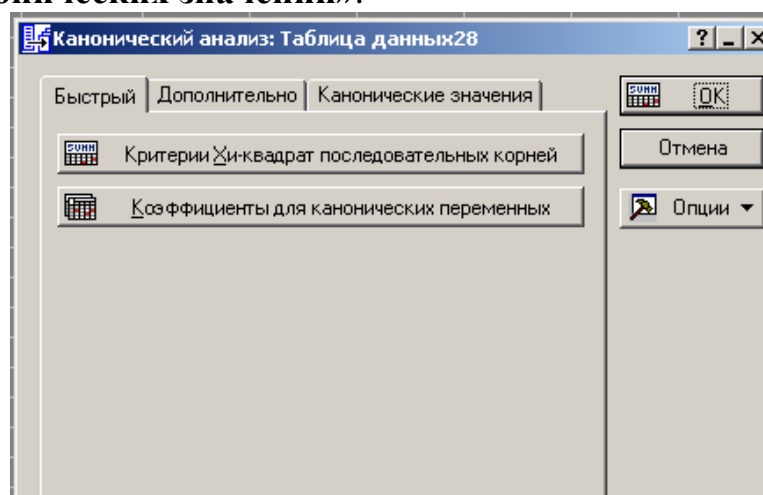 Канонический анализ: Таблица данных28
Быстрый Дополнительно Канонические значения
Критерии Хи-квадрат последовательных корней
Коэффициенты для канонических переменных
SUMM OK
Отмена
Опции